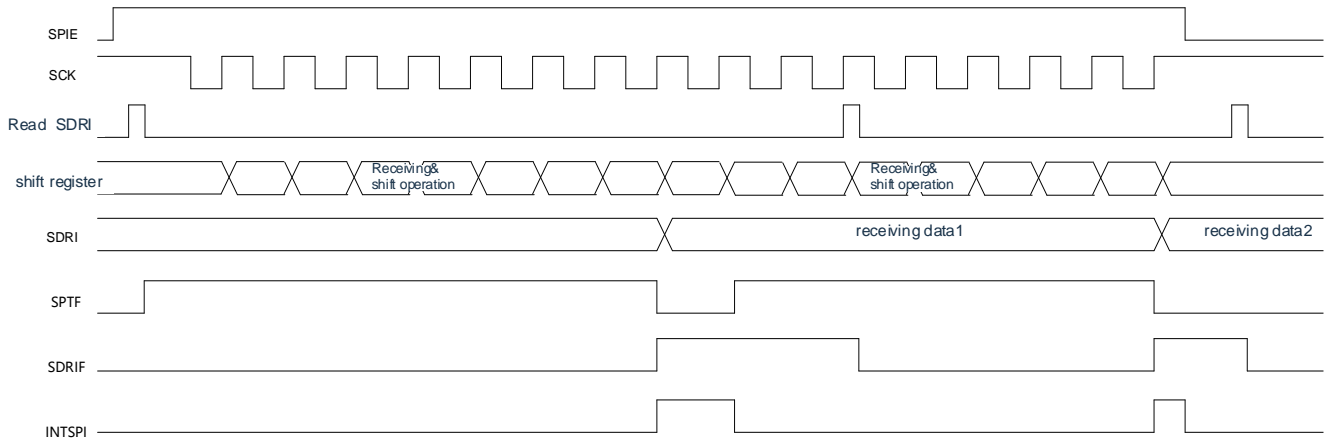 SPIE
SCK
Read SDRI
shift register
Receiving&
shift operation
Receiving&
shift operation
SDRI
receiving data1
receiving data2
SPTF
SDRIF
INTSPI